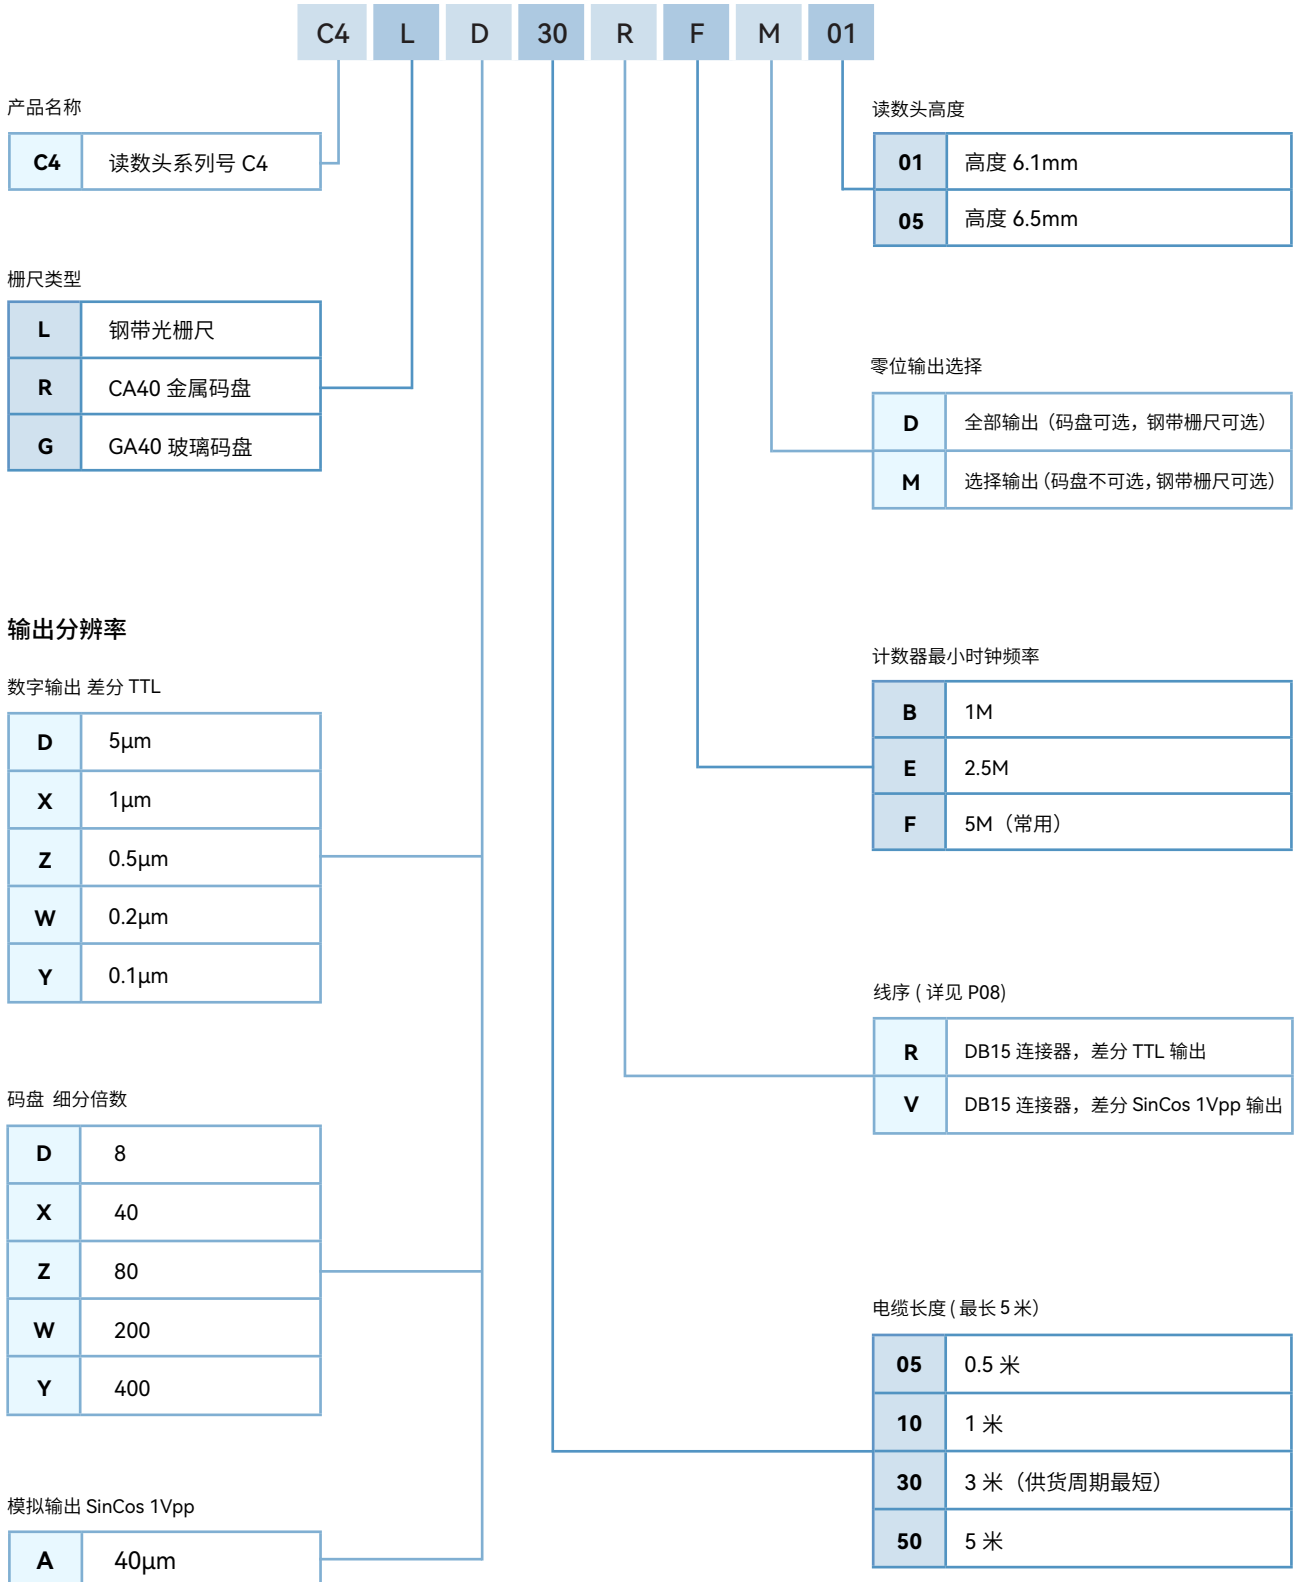 C4 L D 30 R F M 01
产品名称
C4 读数头系列号 C4
栅尺类型
L 钢带光栅尺
R CA40 金属码盘
G GA40 玻璃码盘
输出分辨率
数字输出 差分 TTL
D 5μm
X 1μm
Z 0.5μm
W 0.2μm
Y 0.1μm
码盘 细分倍数
D 8
X 40
Z 80
W 200
Y 400
模拟输出 SinCos 1Vpp
A 40μm
读数头高度
01 高度 6.1mm
05 高度 6.5mm
零位输出选择
D 全部输出（码盘可选，钢带栅尺可选）
M 选择输出（码盘不可选，钢带栅尺可选）
计数器最小时钟频率
B 1M
E 2.5M
F 5M（常用）
线序 ( 详见 P08)
R DB15 连接器，差分 TTL 输出
V DB15 连接器，差分 SinCos 1Vpp 输出
电缆长度 ( 最长 5 米）
05 0.5 米
10 1 米
30 3 米（供货周期最短）
50 5 米